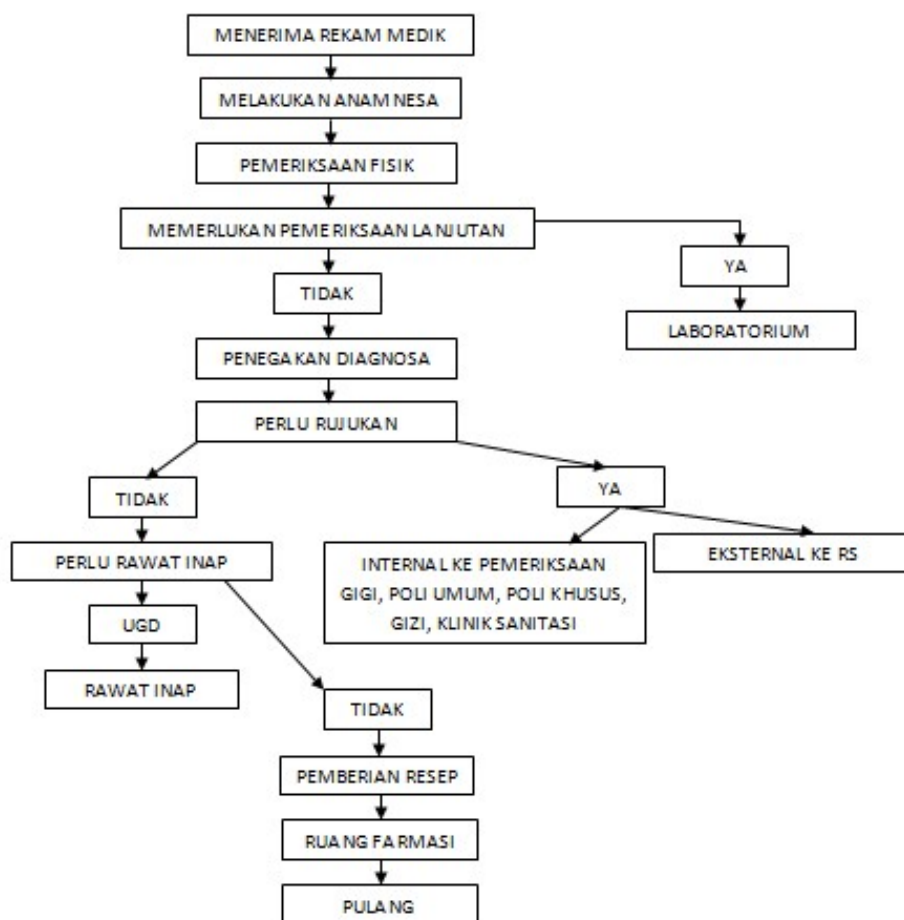 MENERIMA REKAM MEDIK
MELAKUKAN ANAMNESA
PEMERIKSAAN FISIK
MEMERLUKAN PEMERIKSAAN LANJUTAN
YA
TIDAK
LABORATORIUM
PENEGAKAN DIAGNOSA
PERLU RUJUKAN
TIDAK
YA
PERLU RAWAT INAP
INTERNAL KE PEMERIKSAAN
GIGI, POLI UMUM, POLI KHUSUS,
GIZI, KLINIK SANITASI
EKSTERNAL KE RS
UGD
RAWAT INAP
TIDAK
PEMBERIAN RESEP
RUANG FARMASI
PULANG